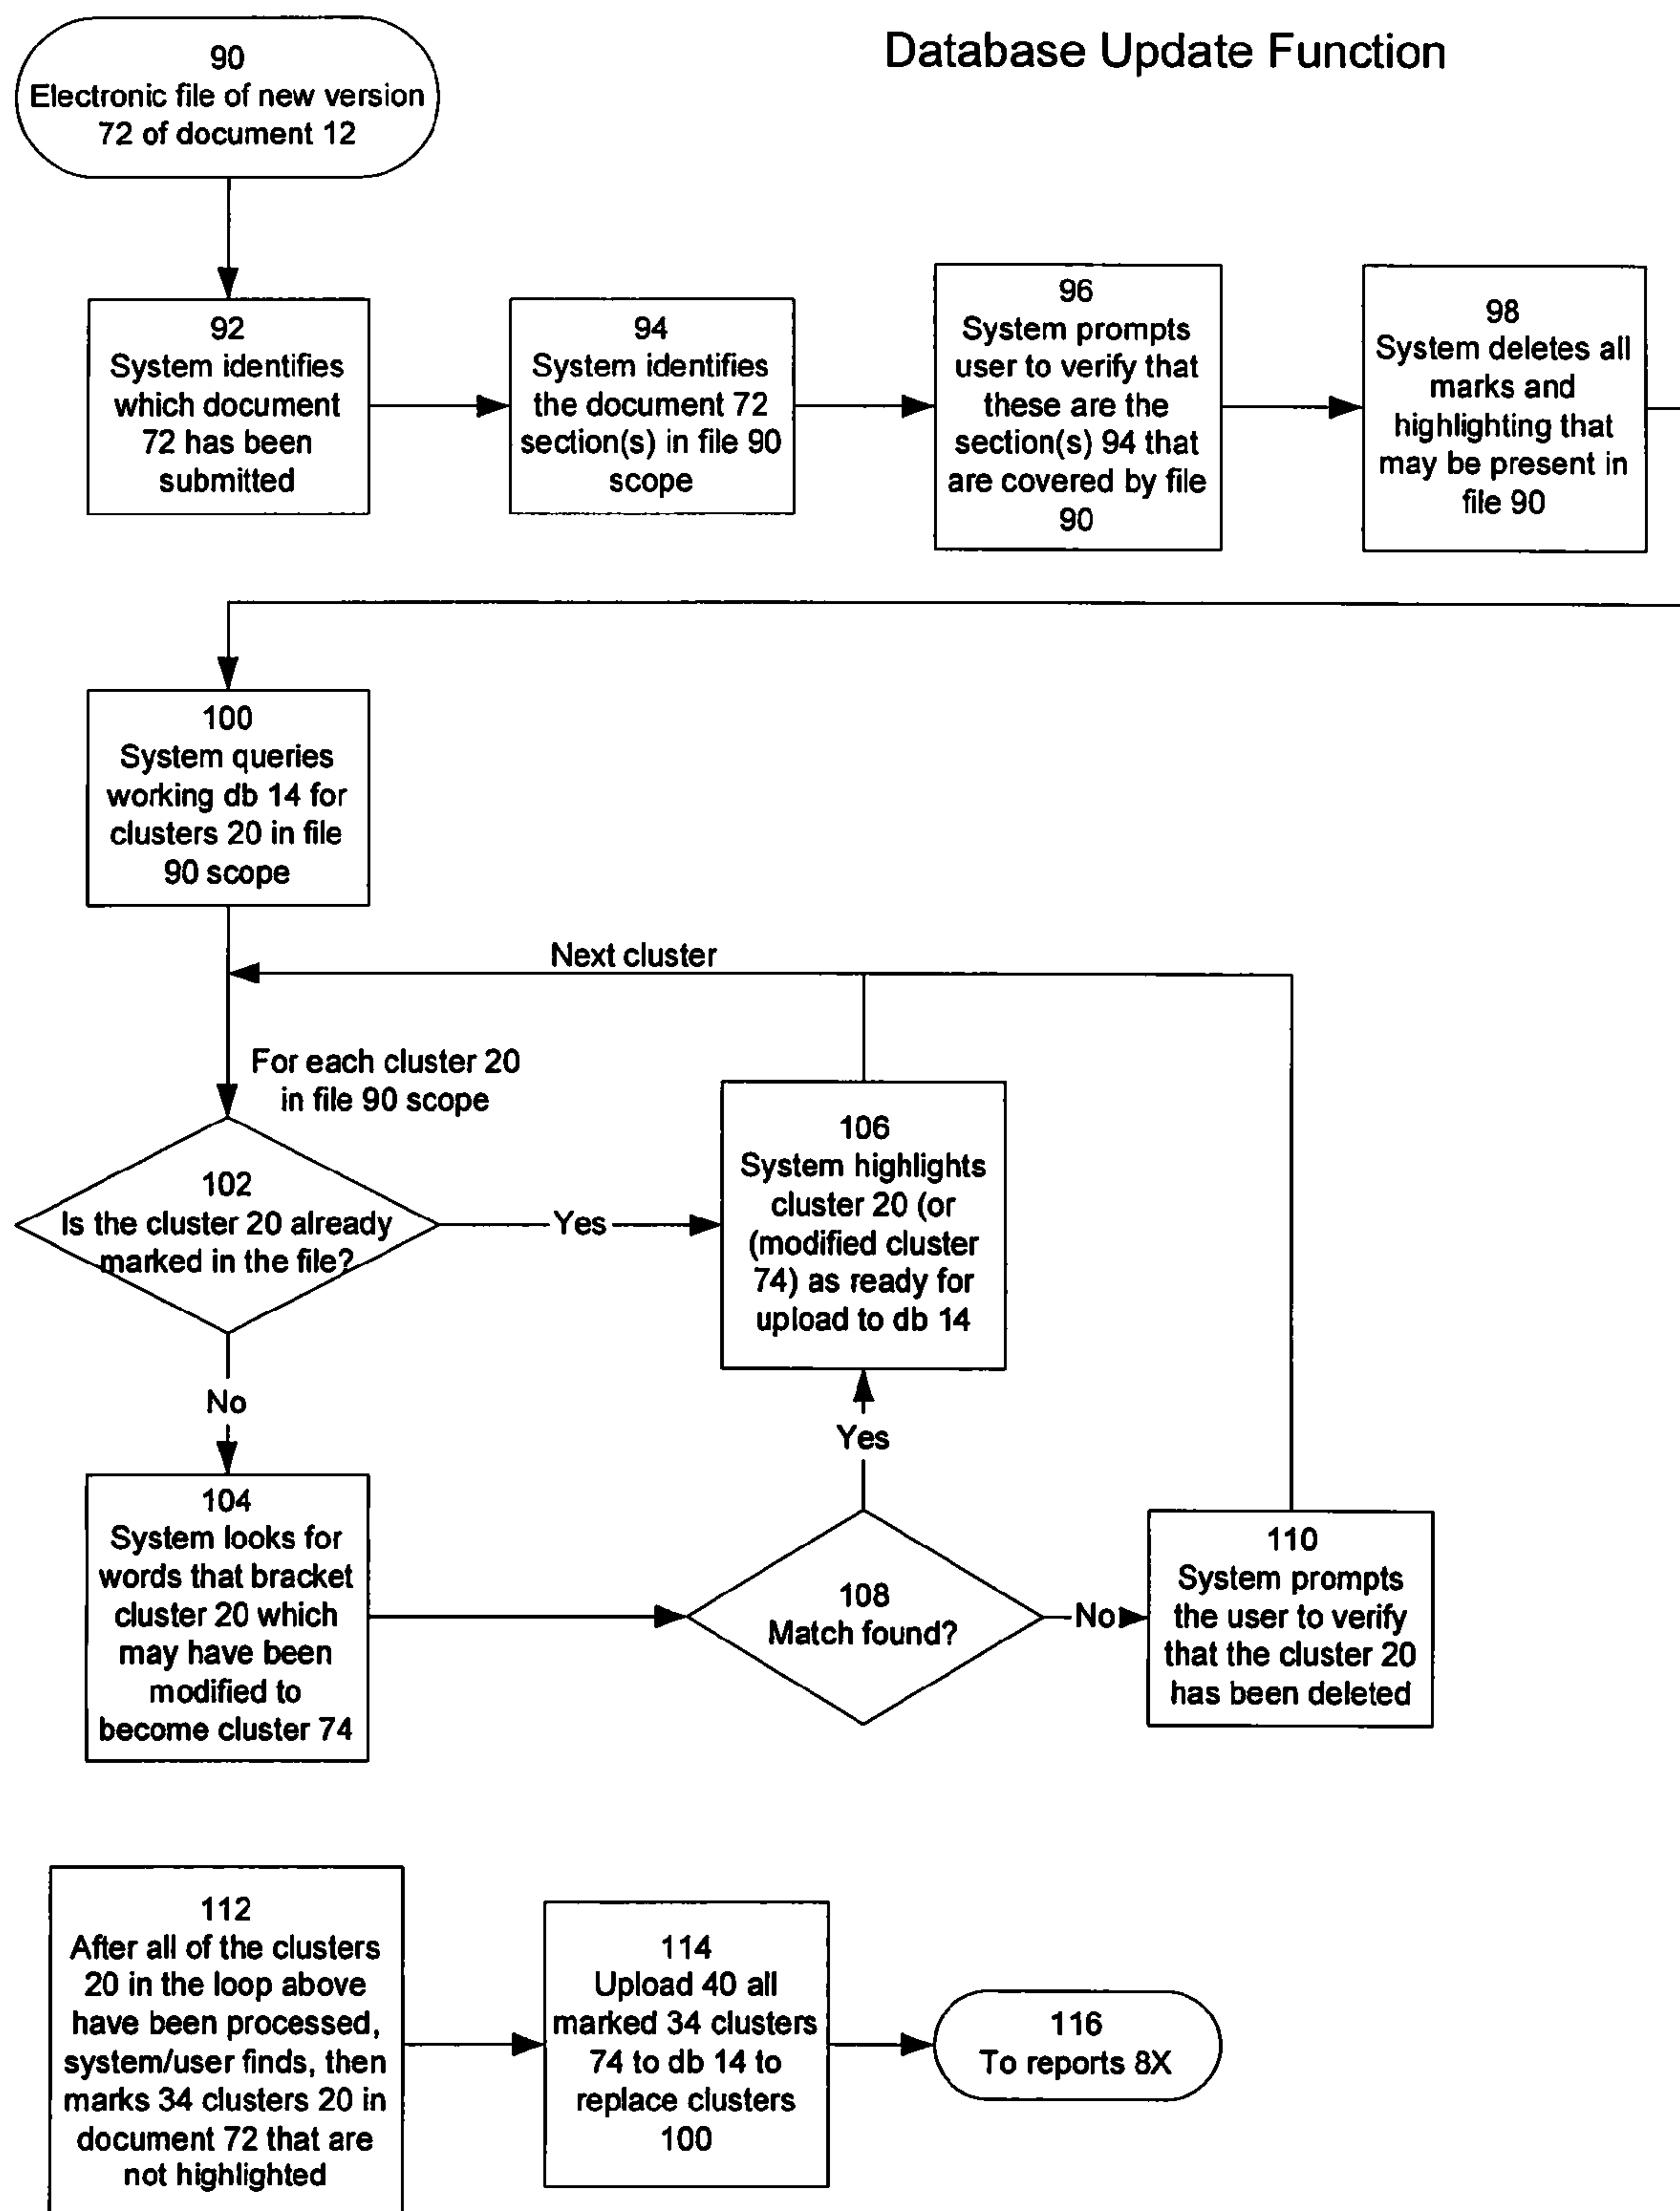 Database Update Function
90
Electronic file of new version
72 of document 12
92
System identifies
which document
72 has been
submitted
94
System identifies
the document 72
section(s) in file 90
scope
96
System prompts
user to verify that
these are the
section(s) 94 that
are covered by file
90
98
System deletes all
marks and
highlighting that
may be present in
file 90
100
System queries
working db 14 for
clusters 20 in file
90 scope
Next cluster
For each cluster 20
in file 90 scope
102
Is the cluster 20 already
marked in the file?
Yes
106
System highlights
cluster 20 (or
(modified cluster
74) as ready for
upload to db 14
No
Yes
104
System looks for
words that bracket
cluster 20 which
may have been
modified to
become cluster 74
108
Match found?
No
110
System prompts
the user to verify
that the cluster 20
has been deleted
112
After all of the clusters
20 in the loop above
have been processed,
system/user finds, then
marks 34 clusters 20 in
document 72 that are
not highlighted
114
Upload 40 all
marked 34 clusters
74 to db 14 to
replace clusters
100
116
To reports 8X